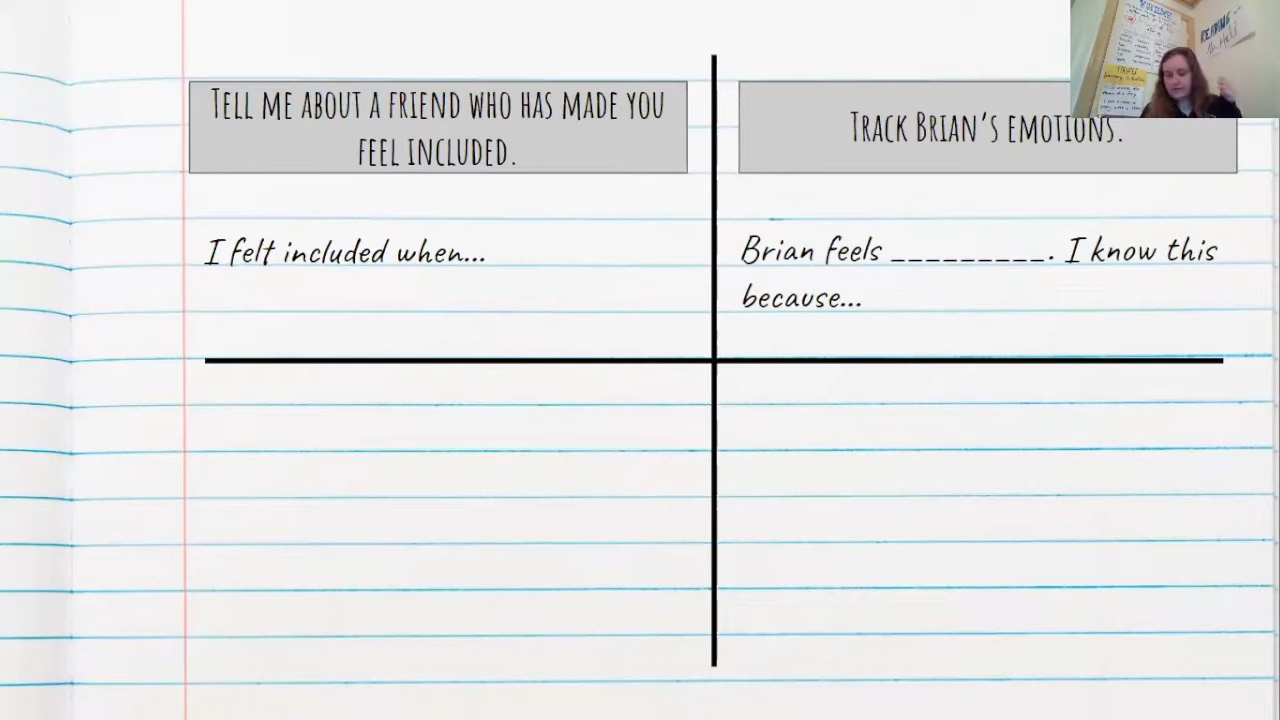 TELL ME ABOUT A FRIEND WHO HAS MADE YOU
FEEL INCLUDED.
I felt included when...
TRACK BRIAN'S EMOTIONS.
Brian feels _________. I know this
because...
READING